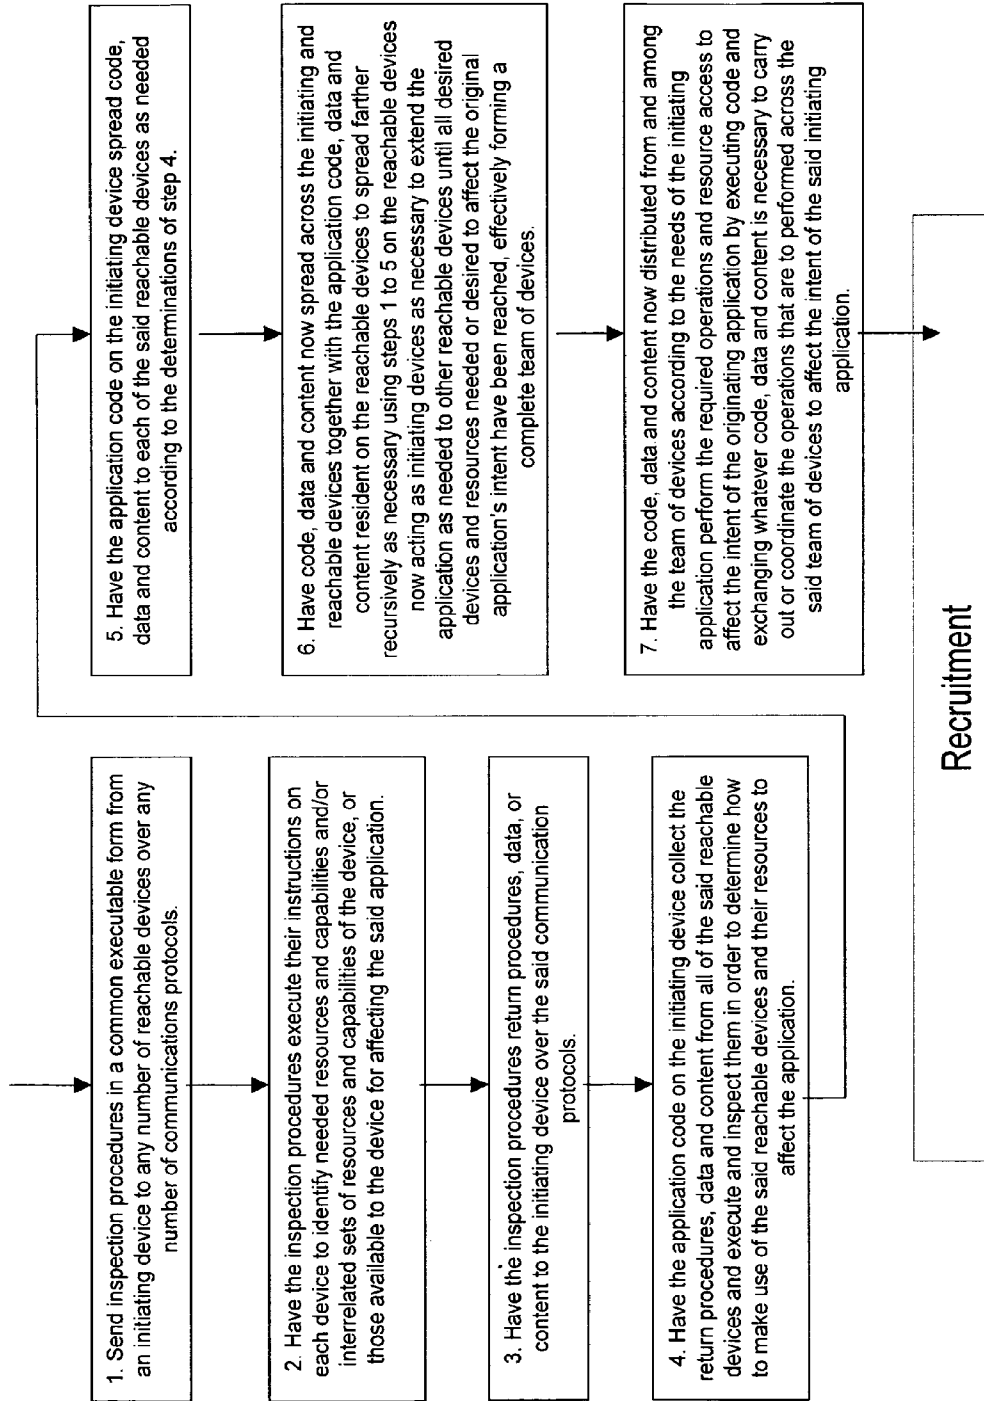 1. Send inspection procedures in a common executable form from
an initiating device to any number of reachable devices over any
number of communications protocols.
2. Have the inspection procedures execute their instructions on
each device to identify needed resources and capabilities and/or
interrelated sets of resources and capabilities of the device, or
those available to the device for affecting the said application.
3. Have the inspection procedures return procedures, data, or
content to the initiating device over the said communication
protocols.
4. Have the application code on the initiating device collect the
return procedures, data and content from all of the said reachable
devices and execute and inspect them in order to determine how
to make use of the said reachable devices and their resources to
affect the application.
5. Have the application code on the initiating device spread code,
data and content to each of the said reachable devices as needed
according to the determinations of step 4.
6. Have code, data and content now spread across the initiating and
reachable devices together with the application code, data and
content resident on the reachable devices to spread farther
recursively as necessary using steps 1 to 5 on the reachable devices
now acting as initiating devices as necessary to extend the
application as needed to other reachable devices until all desired
devices and resources needed or desired to affect the original
application's intent have been reached, effectively forming a
complete team of devices.
7. Have the code, data and content now distributed from and among
the team of devices according to the needs of the initiating
application perform the required operations and resource access to
affect the intent of the originating application by executing code and
exchanging whatever code, data and content is necessary to carry
out or coordinate the operations that are to performed across the
said team of devices to affect the intent of the said initiating
application.
Recruitment